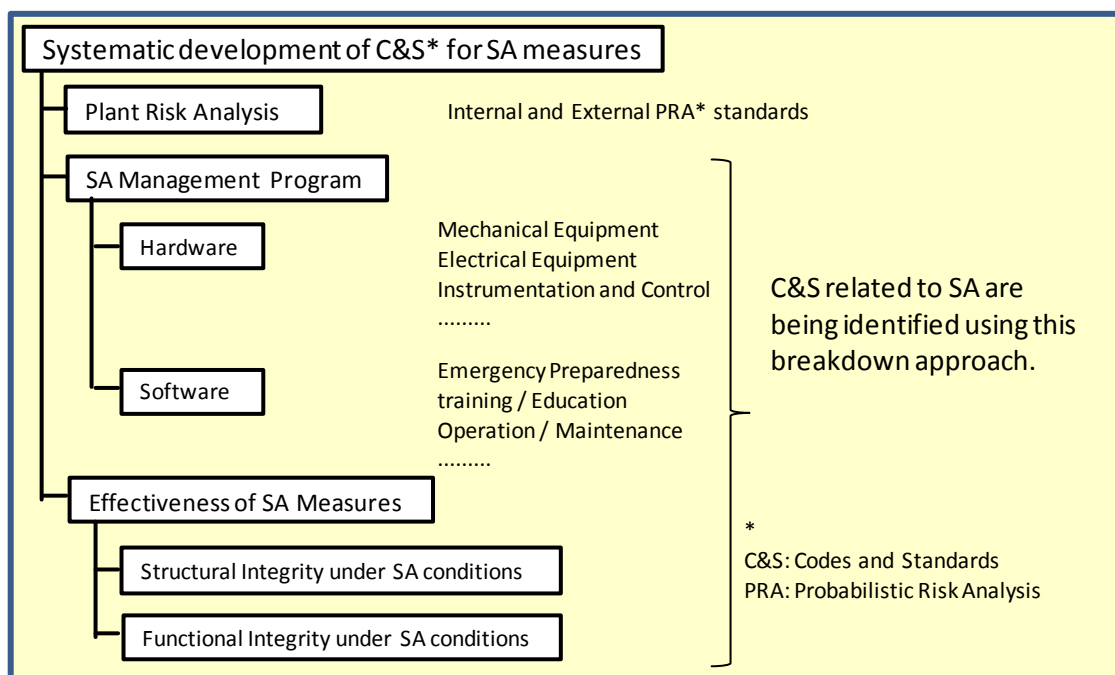 Systematic development of C&S* for SA measures
Plant Risk Analysis
Internal and External PRA* standards
SA Management Program
Hardware
Mechanical Equipment
Electrical Equipment
Instrumentation and Control
.........
Software
Emergency Preparedness
training / Education
Operation / Maintenance
.........
C&S related to SA are
being identified using this
breakdown approach.
Effectiveness of SA Measures
Structural Integrity under SA conditions
Functional Integrity under SA conditions
*
C&S: Codes and Standards
PRA: Probabilistic Risk Analysis